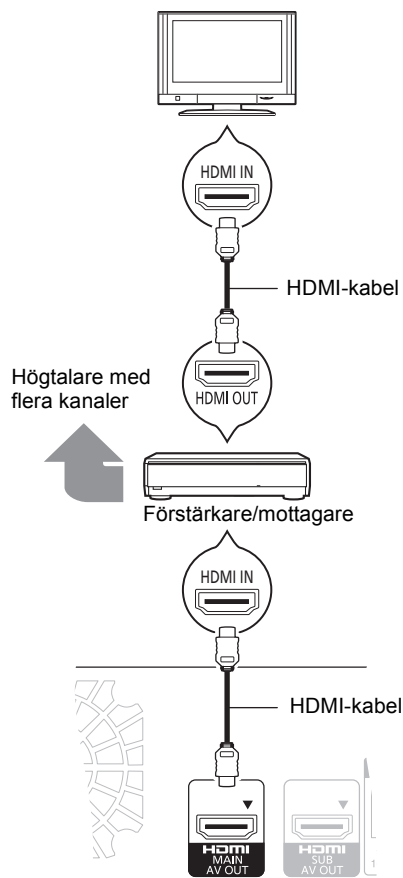 HDMI IN
HDMI-kabel
Högtalare med
flera kanaler
HDMI OUT
Förstärkare/mottagare
HDMI IN
HDMI-kabel
HDMI
MAIN
AV OUT
HDMI
SUB
AV OUT
1